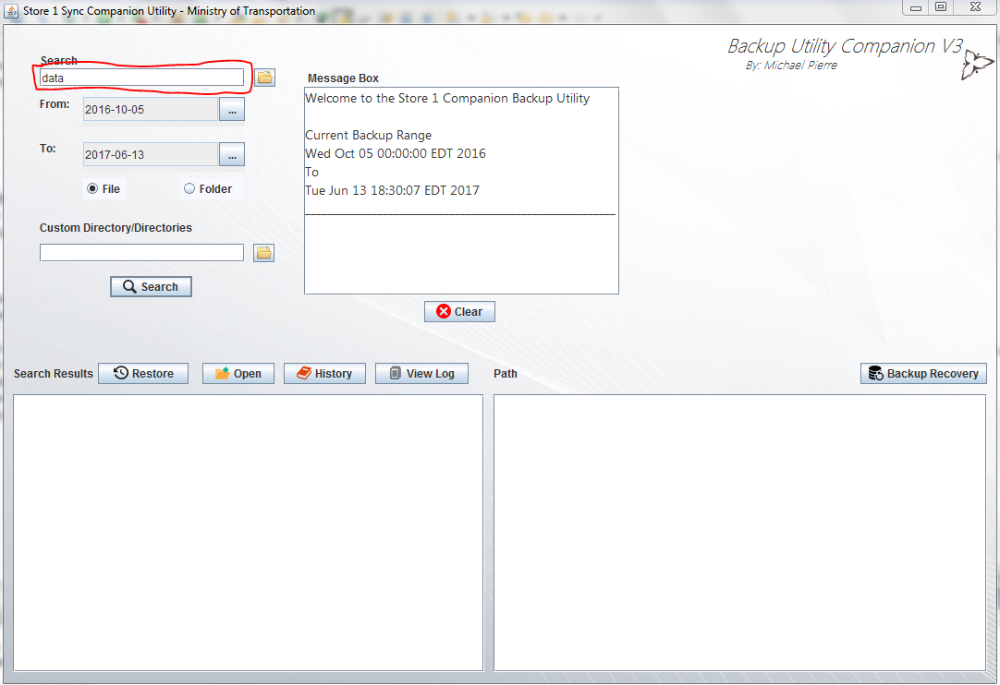 Store 1 Sync Companion Utility - Ministry of Transportation
Backup Utility Companion V3
By: Michael Pierre
Search
data
From:
2016-10-05
...
To:
2017-06-13
...
File
Folder
Custom Directory/Directories
Search
Message Box
Welcome to the Store 1 Companion Backup Utility
Current Backup Range
Wed Oct 05 00:00:00 EDT 2016
To
Tue Jun 13 18:30:07 EDT 2017
Clear
Search Results
Restore
Open
History
View Log
Path
Backup Recovery